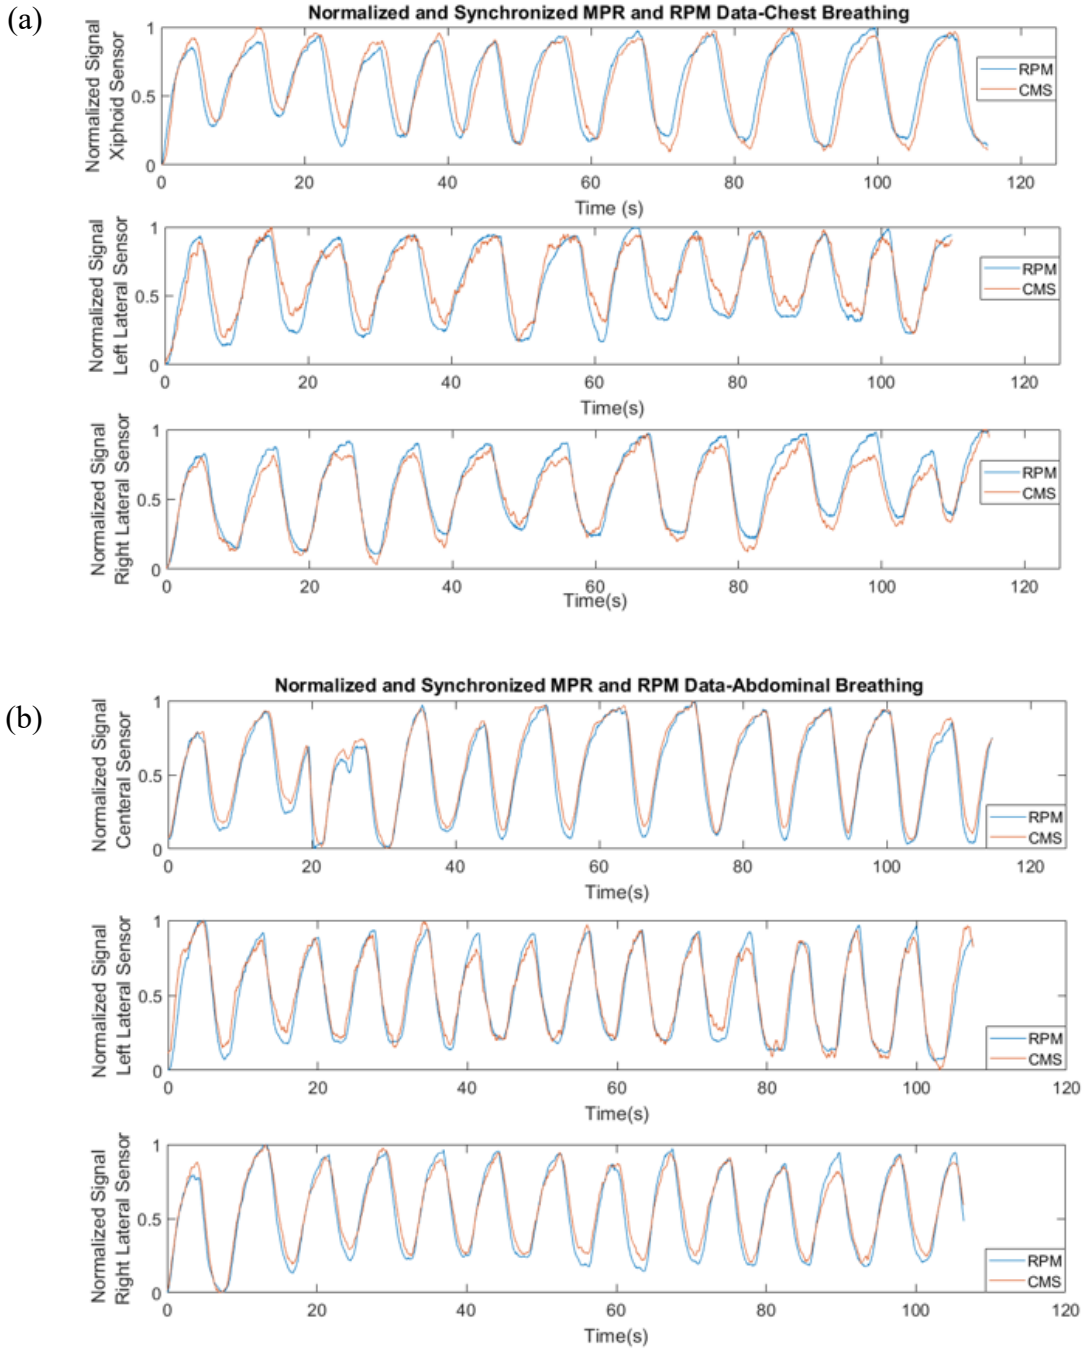 (a)
Normalized and Synchronized MPR and RPM Data-Chest Breathing
Normalized Signal
Xiphoid Sensor
1
0.5
0
RPM
CMS
0 20 40 60 80 100 120
Time (s)
Normalized Signal
Left Lateral Sensor
1
0.5
0
RPM
CMS
0 20 40 60 80 100 120
Time(s)
Normalized Signal
Right Lateral Sensor
1
0.5
0
RPM
CMS
0 20 40 60 80 100 120
Time(s)
(b)
Normalized and Synchronized MPR and RPM Data-Abdominal Breathing
Normalized Signal
Centeral Sensor
1
0.5
0
RPM
CMS
0 20 40 60 80 100 120
Time(s)
Normalized Signal
Left Lateral Sensor
1
0.5
0
RPM
CMS
0 20 40 60 80 100 120
Time(s)
Normalized Signal
Right Lateral Sensor
1
0.5
0
RPM
CMS
0 20 40 60 80 100 120
Time(s)